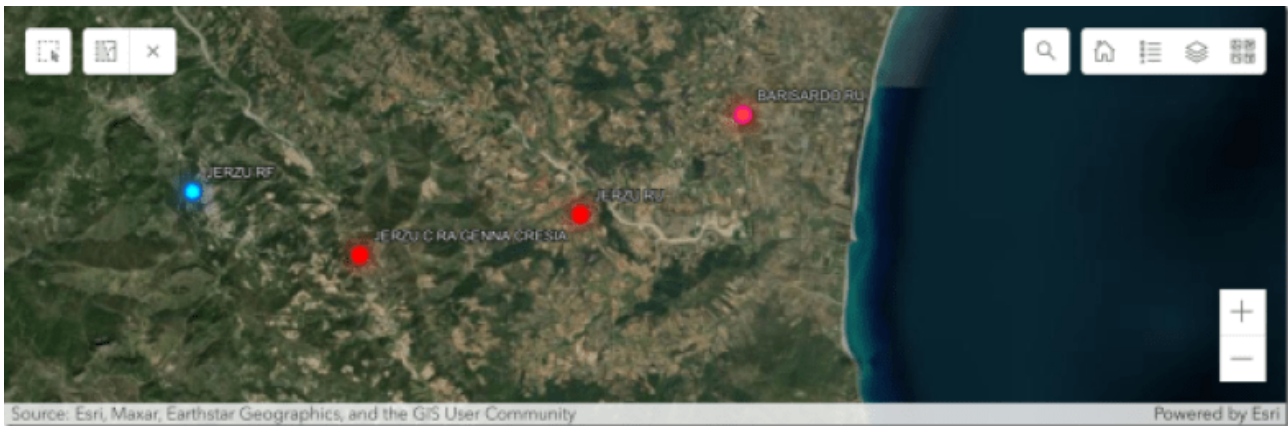 BARISARDO RU
JERZU RF
JERZU RU
JERZU C RA GENNA CRESIA
Source: Esri, Maxar, Earthstar Geographics, and the GIS User Community
Powered by Esri